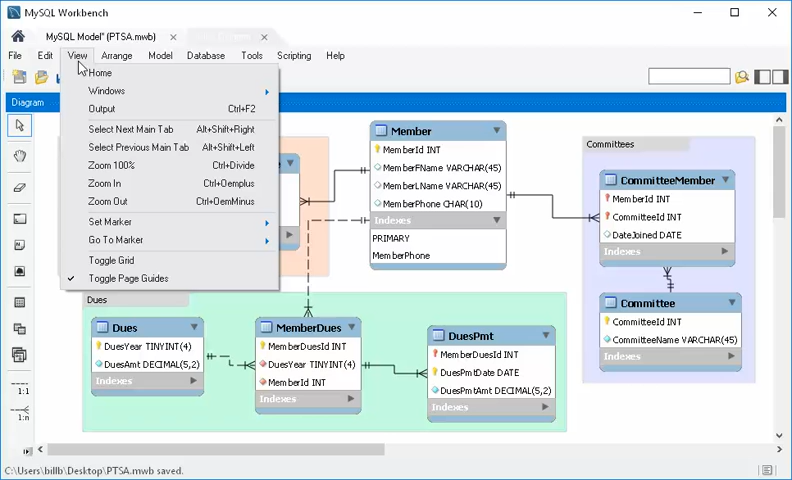 MySQL Workbench
MySQL Model* (PTSA.mwb)
File Edit View Arrange Model Database Tools Scripting Help
Diagram
Home
Windows
Output Ctrl+F2
Select Next Main Tab Alt+Shift+Right
Select Previous Main Tab Alt+Shift+Left
Zoom 100% Ctrl+Divide
Zoom In Ctrl+Oemplus
Zoom Out Ctrl+OemMinus
Set Marker
Go To Marker
Toggle Grid
Toggle Page Guides
Member
MemberId INT
MemberFName VARCHAR(45)
MemberLName VARCHAR(45)
MemberPhone CHAR(10)
Indexes
PRIMARY
MemberPhone
Committees
CommitteeMember
MemberId INT
CommitteeId INT
DateJoined DATE
Indexes
Committee
CommitteeId INT
CommitteeName VARCHAR(45)
Indexes
Dues
Dues
DuesYear TINYINT(4)
DuesAmt DECIMAL(5,2)
Indexes
MemberDues
MemberDuesId INT
DuesYear TINYINT(4)
MemberId INT
Indexes
DuesPmt
MemberDuesId INT
DuesPmtDate DATE
DuesPmtAmt DECIMAL(5,2)
Indexes
1:1
1:n
C:\Users\billb\Desktop\PTSA.mwb saved.